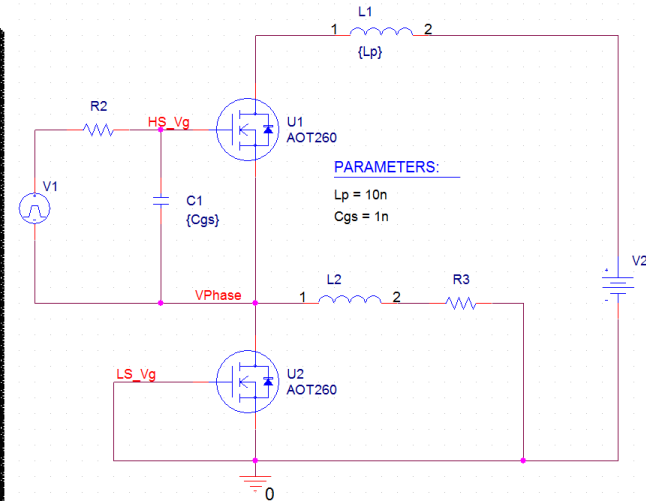 L1
1 2
{Lp}
R2
HS_Vg
U1
AOT260
V1
PARAMETERS:
Lp = 10n
Cgs = 1n
C1
{Cgs}
V2
L2
R3
VPhase
1 2
U2
AOT260
LS_Vg
0